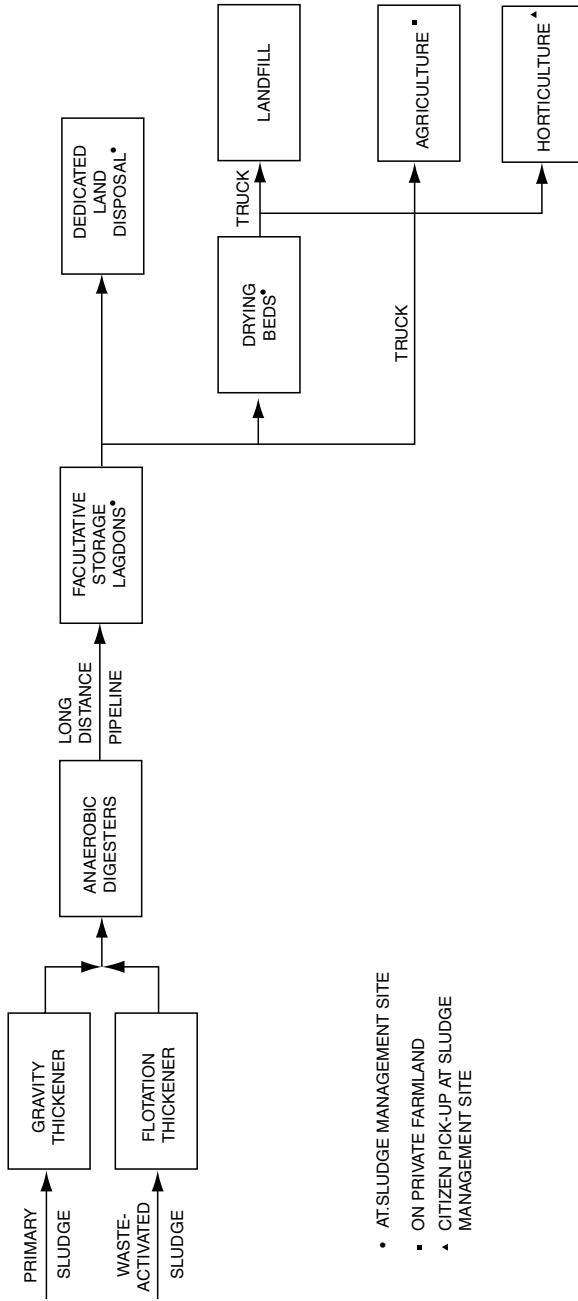 PRIMARY
SLUDGE
WASTE-
ACTIVATED
SLUDGE
GRAVITY
THICKENER
FLOTATION
THICKENER
ANAEROBIC
DIGESTERS
LONG
DISTANCE
PIPELINE
FACULTATIVE
STORAGE
LAGDONS•
DEDICATED
LAND
DISPOSAL•
DRYING
BEDS•
TRUCK
TRUCK
LANDFILL
AGRICULTURE▪
HORTICULTURE▲
• AT.SLUDGE MANAGEMENT SITE
▪ ON PRIVATE FARMLAND
▲ CITIZEN PICK-UP AT SLUDGE
MANAGEMENT SITE